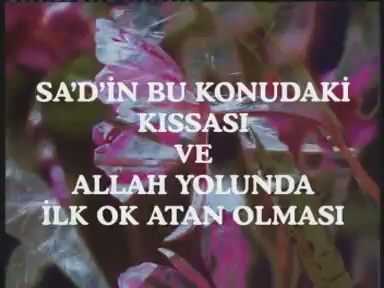 SA'D'İN BU KONUDAKİ
KISSASI
VE
ALLAH YOLUNDA
İLK OK ATAN OLMASI